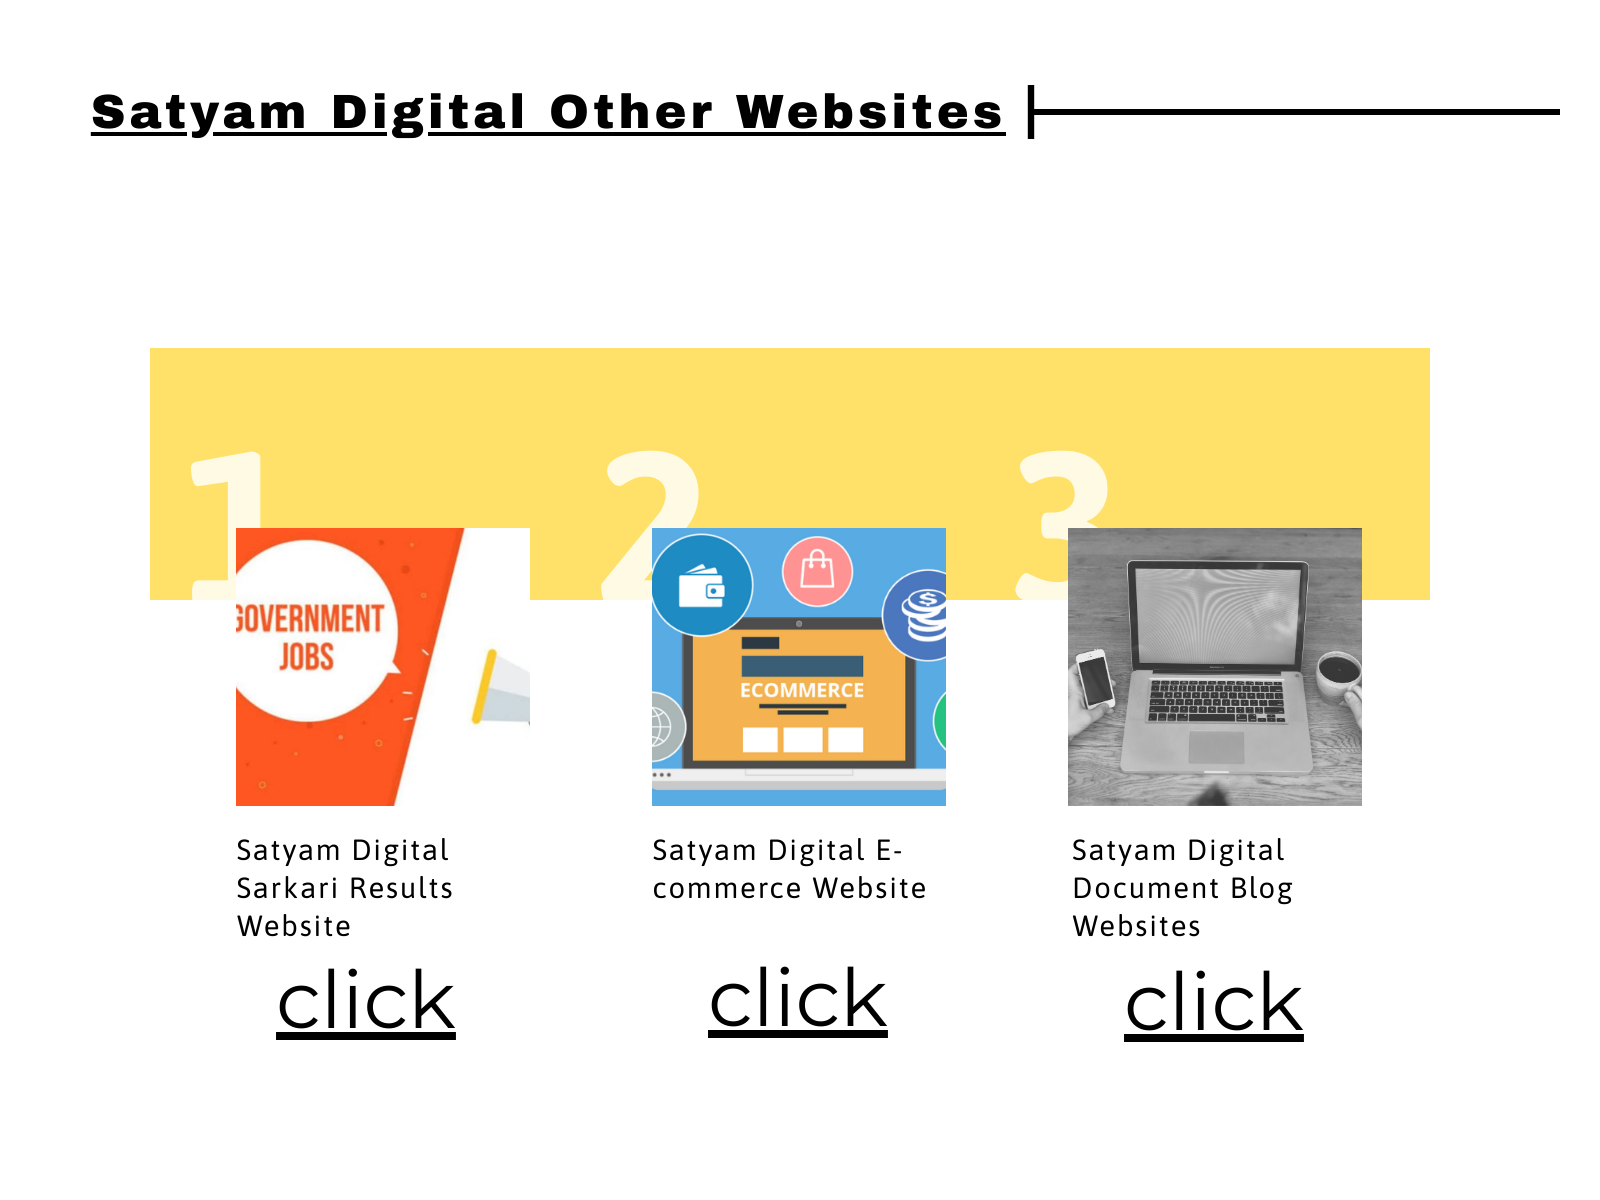 Satyam Digital Other Websites
1
2
3
GOVERNMENT
JOBS
ECOMMERCE
Satyam Digital
Sarkari Results
Website
click
Satyam Digital E-
commerce Website
click
Satyam Digital
Document Blog
Websites
click